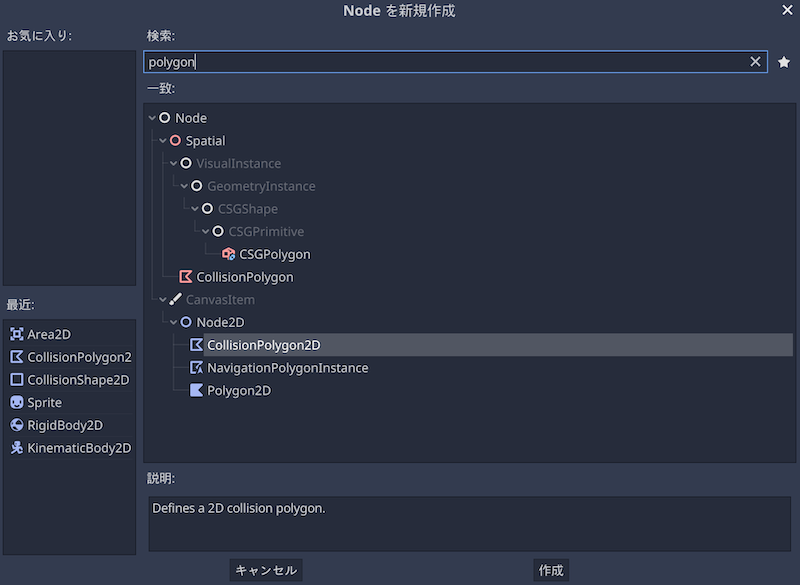 Node を新規作成
お気に入り:
検索:
polygon
一致:
Node
Spatial
VisualInstance
GeometryInstance
CSGShape
CSGPrimitive
CSGPolygon
CollisionPolygon
CanvasItem
Node2D
CollisionPolygon2D
NavigationPolygonInstance
Polygon2D
最近:
Area2D
CollisionPolygon2
CollisionShape2D
Sprite
RigidBody2D
KinematicBody2D
説明:
Defines a 2D collision polygon.
キャンセル
作成